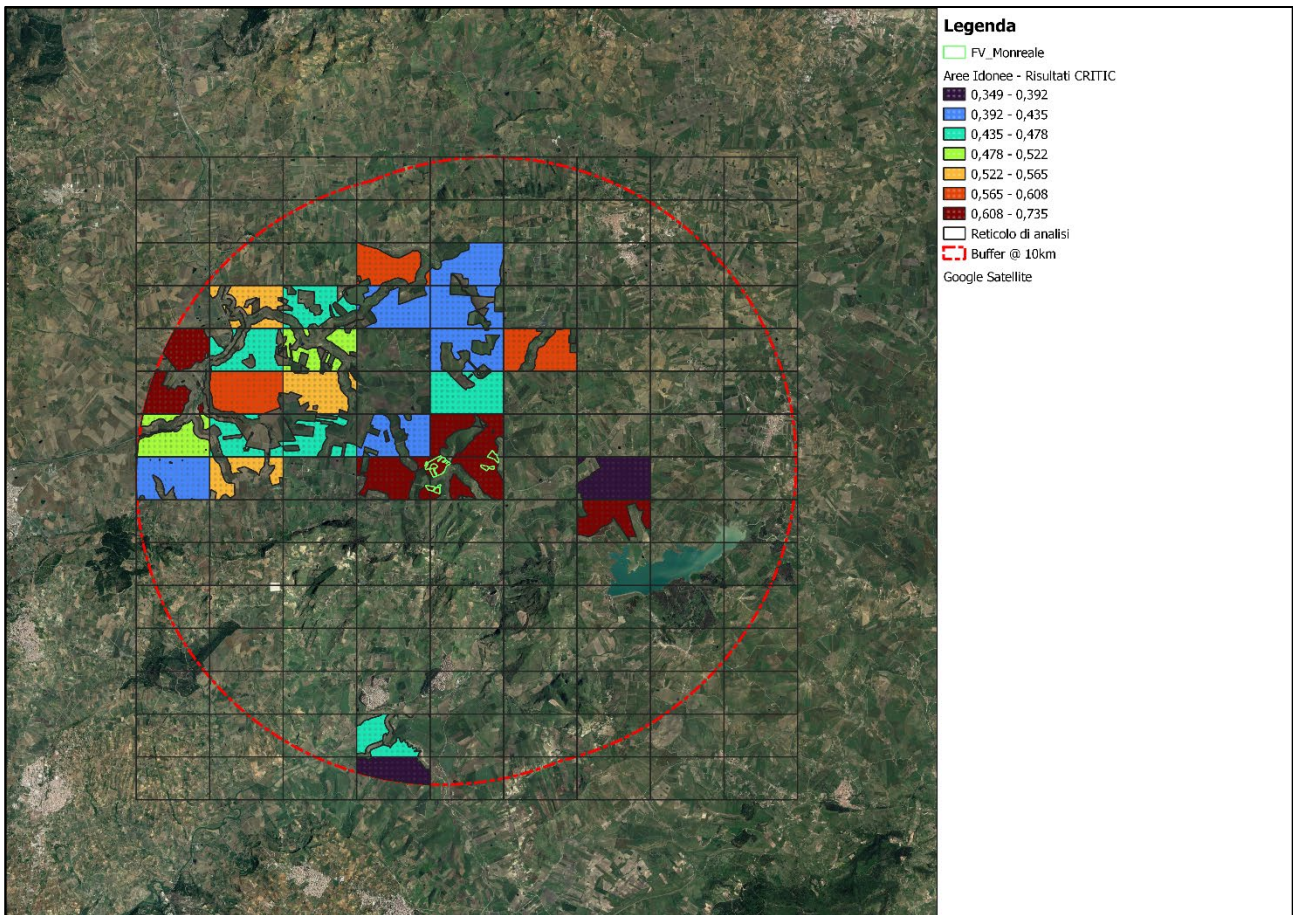 Legenda
FV_Monreale
Aree Idonee - Risultati CRITIC
0,349 - 0,392
0,392 - 0,435
0,435 - 0,478
0,478 - 0,522
0,522 - 0,565
0,565 - 0,608
0,608 - 0,735
Reticolo di analisi
Buffer @ 10km
Google Satellite